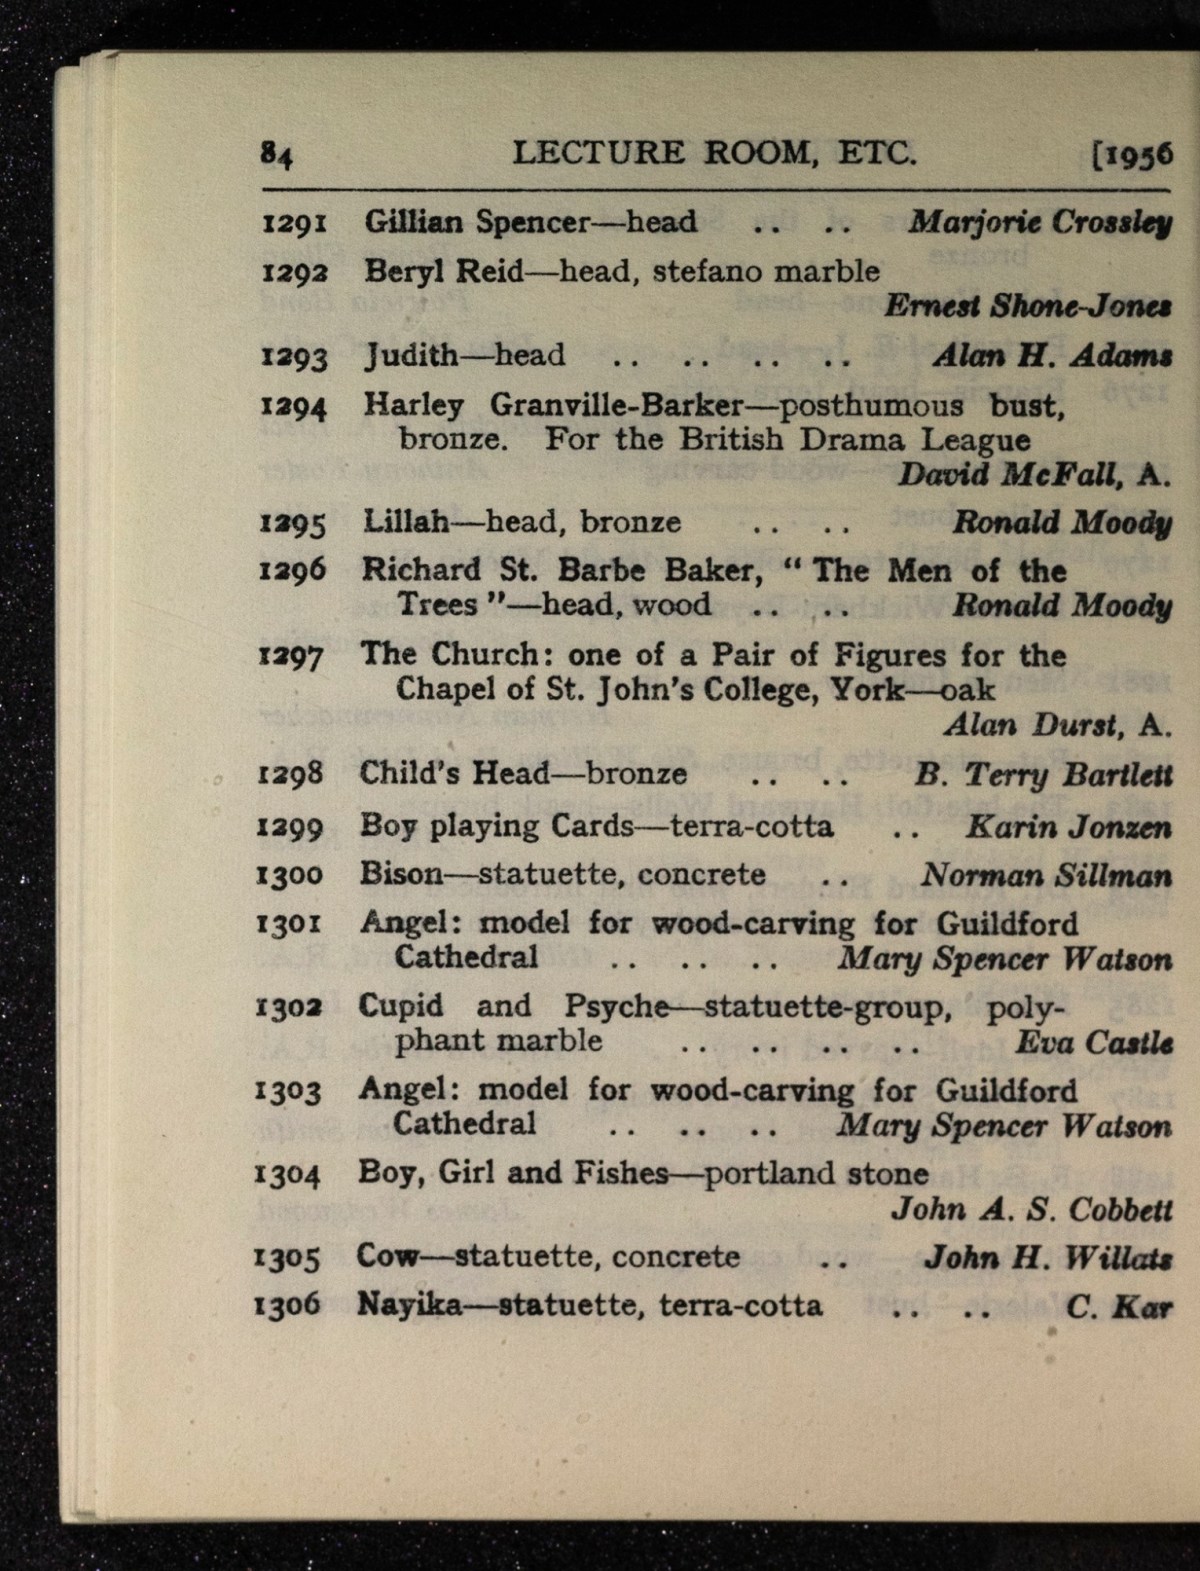 84 LECTURE ROOM, ETC. [1956
1291 Gillian Spencer—head .. .. Marjorie Crossley
1292 Beryl Reid—head, stefano marble
Ernest Shone-Jones
1293 Judith—head .. .. .. .. Alan H. Adams
1294 Harley Granville-Barker—posthumous bust,
bronze. For the British Drama League
David McFall, A.
1295 Lillah—head, bronze .. .. Ronald Moody
1296 Richard St. Barbe Baker, “ The Men of the
Trees ”—head, wood .. .. Ronald Moody
1297 The Church: one of a Pair of Figures for the
Chapel of St. John's College, York—oak
Alan Durst, A.
1298 Child's Head—bronze .. .. B. Terry Bartlett
1299 Boy playing Cards—terra-cotta .. Karin Jonzen
1300 Bison—statuette, concrete .. Norman Sillman
1301 Angel: model for wood-carving for Guildford
Cathedral .. .. .. Mary Spencer Watson
1302 Cupid and Psyche—statuette-group, poly-
phant marble .. .. .. .. Eva Castle
1303 Angel: model for wood-carving for Guildford
Cathedral .. .. .. Mary Spencer Watson
1304 Boy, Girl and Fishes—portland stone
John A. S. Cobbett
1305 Cow—statuette, concrete .. John H. Willats
1306 Nayika—statuette, terra-cotta .. .. C. Kar